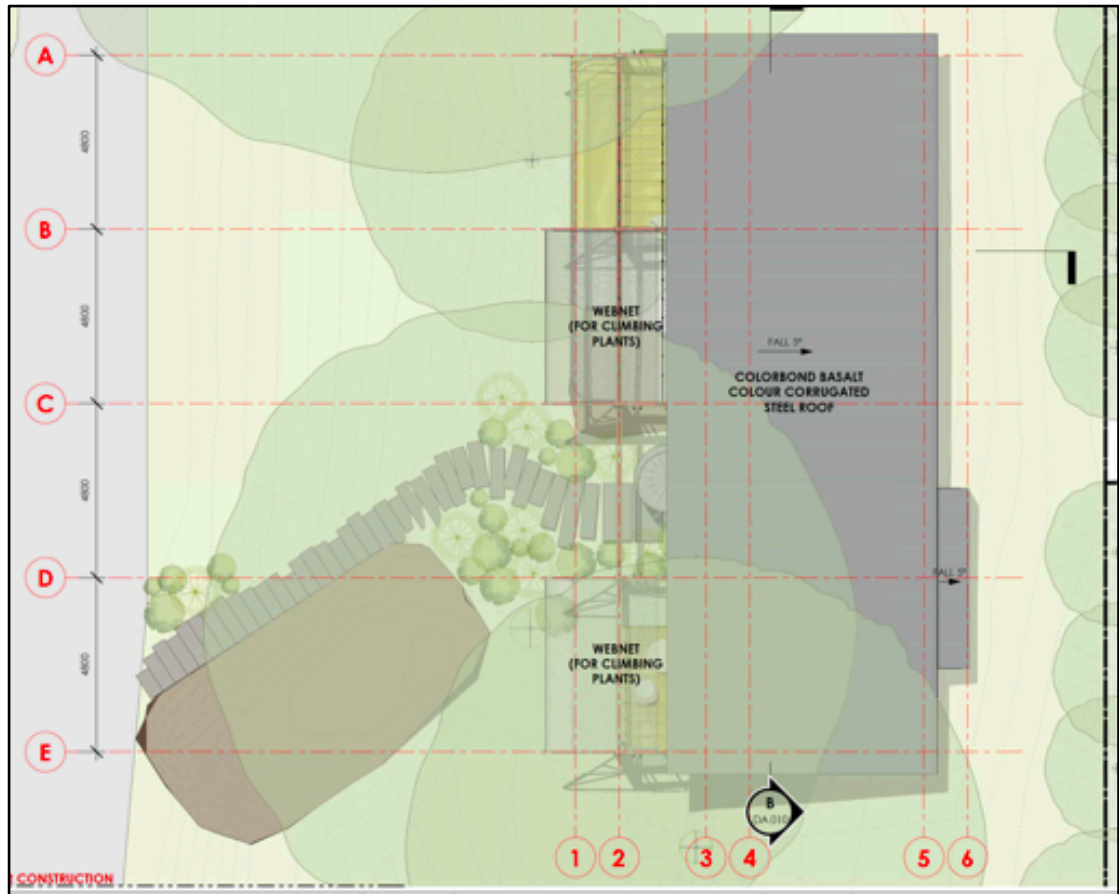 A
4800
B
4800
WEBNET
(FOR CLIMBING
PLANTS)
FALL 5°
COLORBOND BASALT
COLOUR CORRUGATED
STEEL ROOF
C
4800
D
FALL 5°
4800
WEBNET
(FOR CLIMBING
PLANTS)
E
B
DA 010
1 2 3 4 5 6
CONSTRUCTION